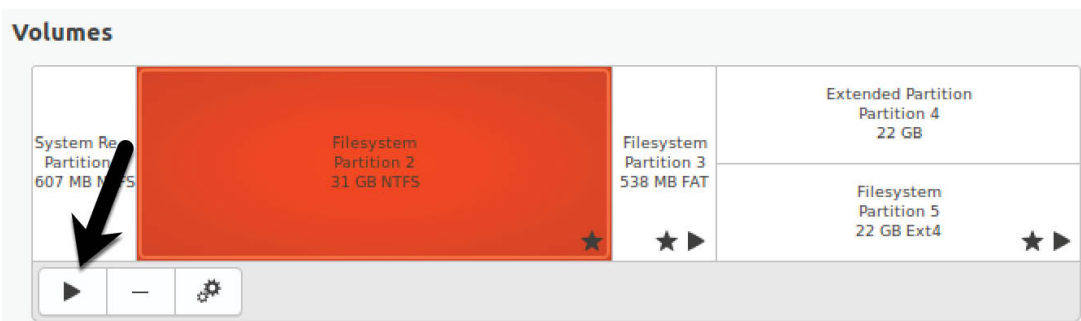 Volumes
System Re
Partition
607 MB
Filesystem
Partition 2
31 GB NTFS
Filesystem
Partition 3
538 MB FAT
Extended Partition
Partition 4
22 GB
Filesystem
Partition 5
22 GB Ext4